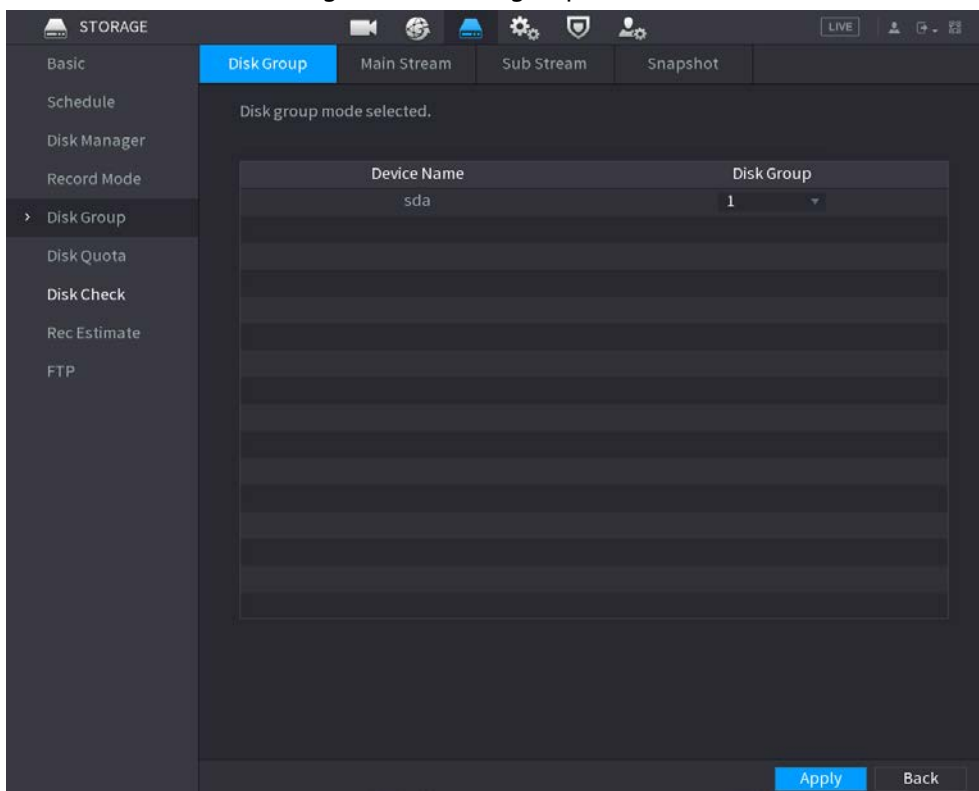 STORAGE
LIVE
Basic
Schedule
Disk Manager
Record Mode
Disk Group
Disk Quota
Disk Check
Rec Estimate
FTP
Disk Group Main Stream Sub Stream Snapshot
Disk group mode selected.
Device Name Disk Group
sda 1
Apply Back